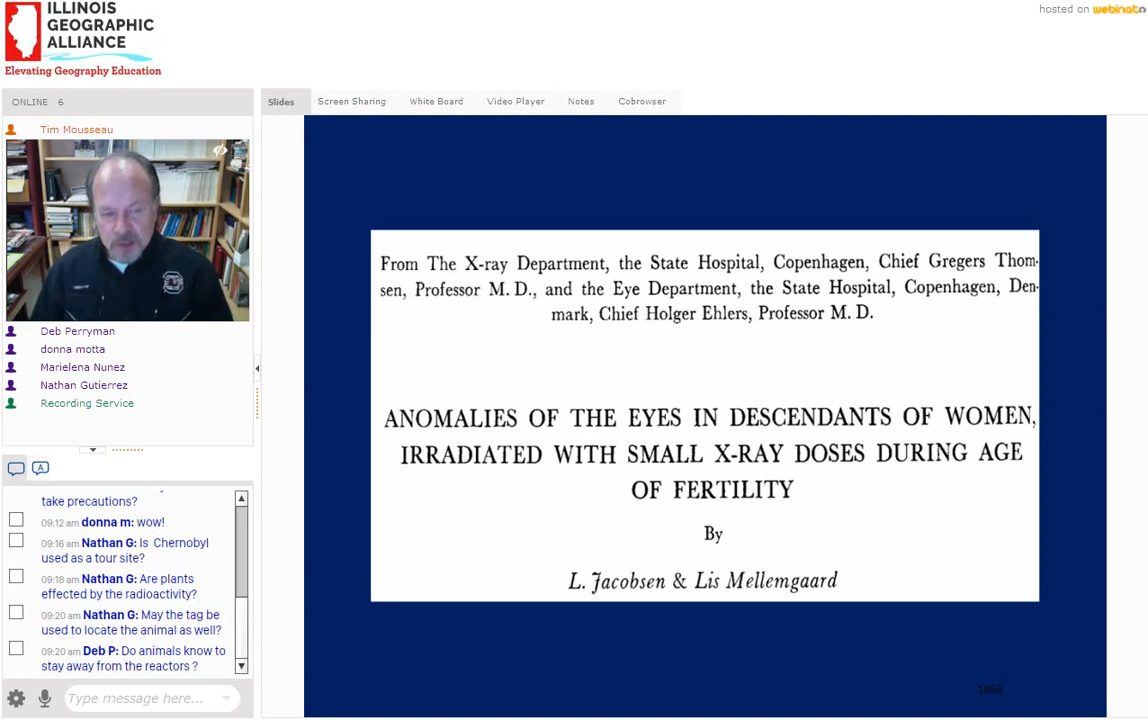 ILLINOIS
GEOGRAPHIC
ALLIANCE
Elevating Geography Education
hosted on webinato
ONLINE 6
Slides
Screen Sharing
White Board
Video Player
Notes
Cobrowser
Tim Mousseau
Deb Perryman
donna motta
Marielena Nunez
Nathan Gutierrez
Recording Service
A
take precautions?
09:12 am donna m: wow!
09:16 am Nathan G: Is Chernobyl
used as a tour site?
09:18 am Nathan G: Are plants
effected by the radioactivity?
09:20 am Nathan G: May the tag be
used to locate the animal as well?
09:20 am Deb P: Do animals know to
stay away from the reactors ?
Type message here...
From The X-ray Department, the State Hospital, Copenhagen, Chief Gregers Thom-
sen, Professor M. D., and the Eye Department, the State Hospital, Copenhagen, Den-
mark, Chief Holger Ehlers, Professor M. D.
ANOMALIES OF THE EYES IN DESCENDANTS OF WOMEN,
IRRADIATED WITH SMALL X-RAY DOSES DURING AGE
OF FERTILITY
By
L. Jacobsen & Lis Mellemgaard
1968